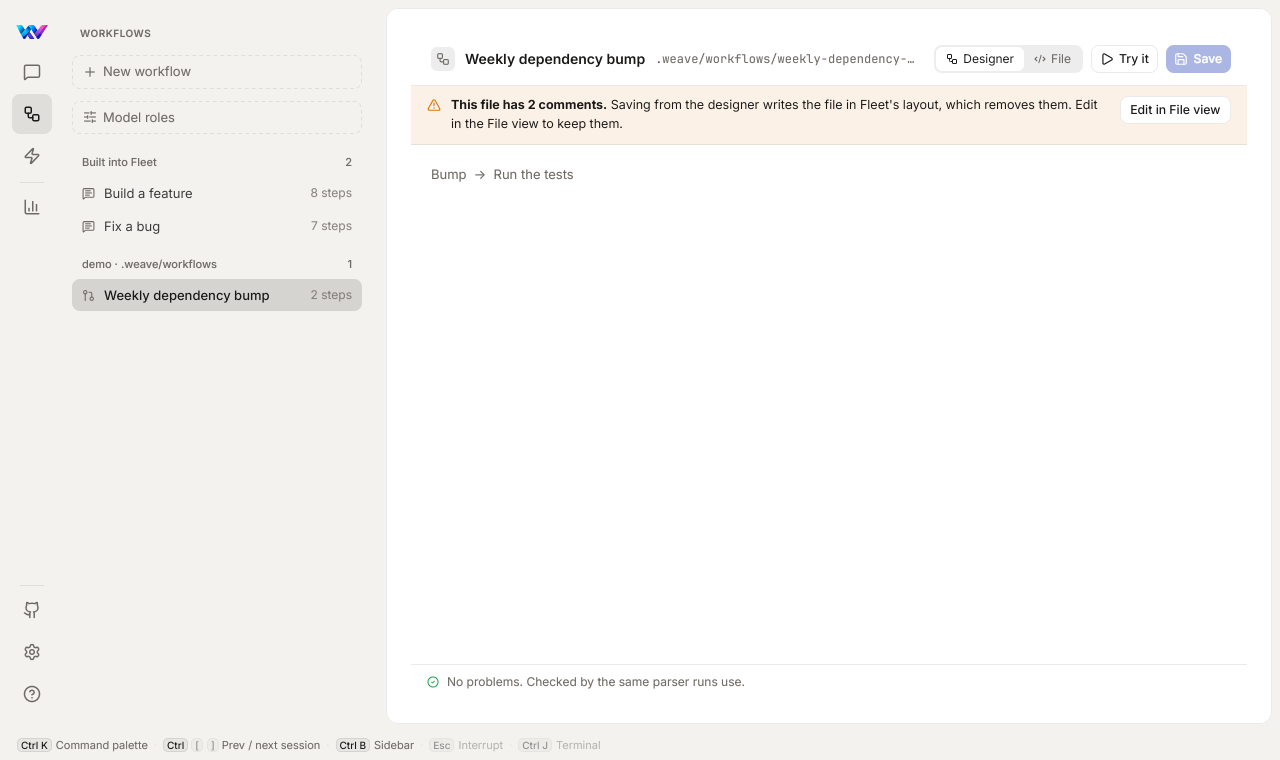 WORKFLOWS
New workflow
Model roles
Built into Fleet 2
Build a feature 8 steps
Fix a bug 7 steps
demo · .weave/workflows 1
Weekly dependency bump 2 steps
Weekly dependency bump .weave/workflows/weekly-dependency-… Designer File Try it Save
This file has 2 comments. Saving from the designer writes the file in Fleet's layout, which removes them. Edit
in the File view to keep them.
Edit in File view
Bump → Run the tests
No problems. Checked by the same parser runs use.
Ctrl K Command palette · Ctrl [ ] Prev / next session · Ctrl B Sidebar · Esc Interrupt · Ctrl J Terminal